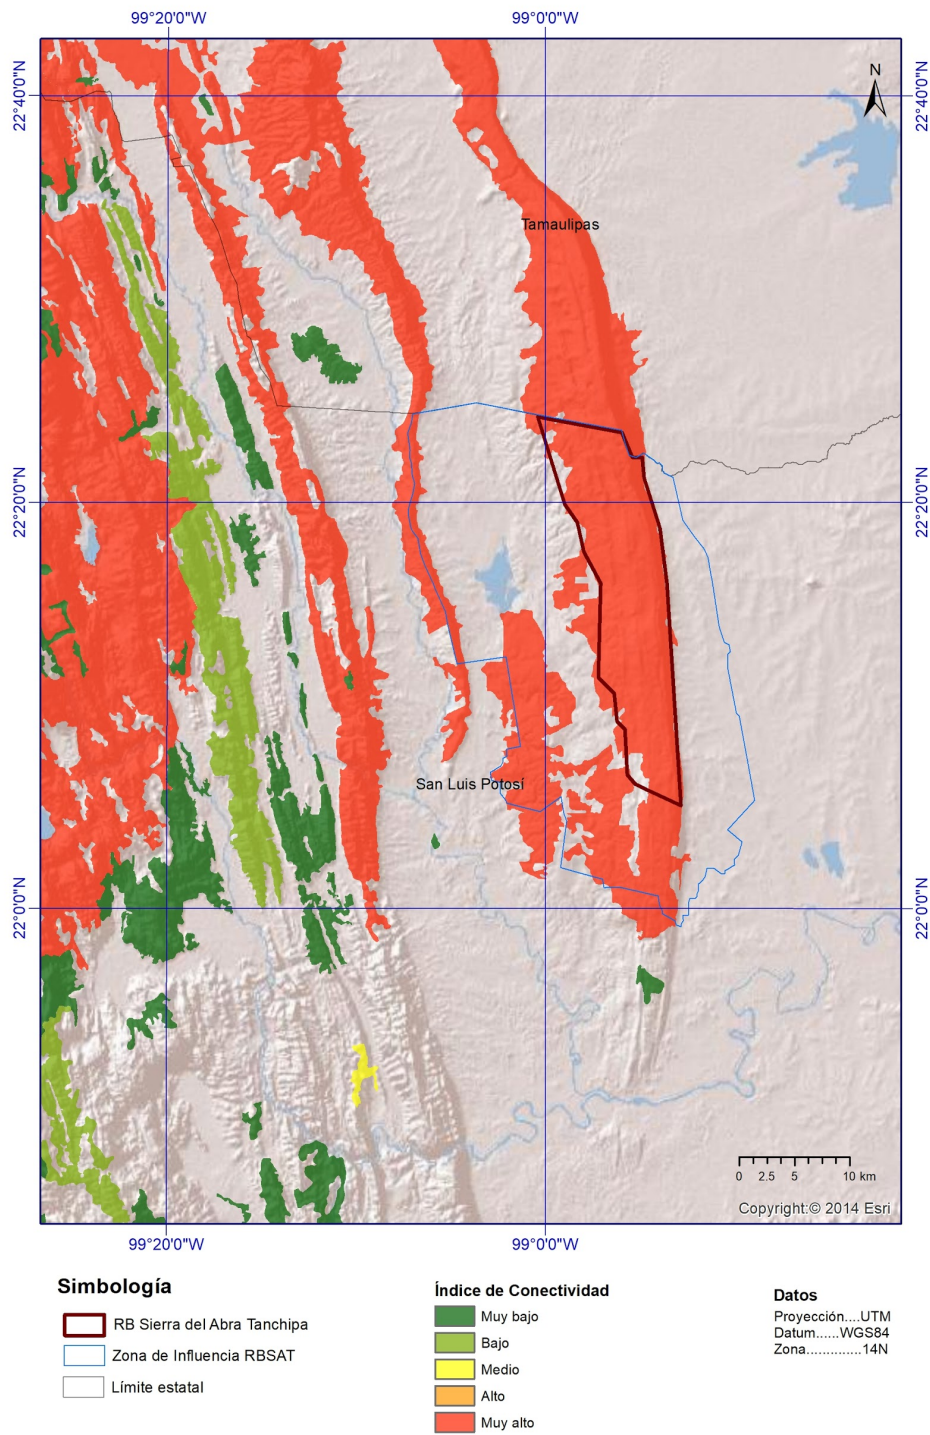 99°20'0"W
99°0'0"W
N
22°40'0"N
22°40'0"N
Tamaulipas
22°20'0"N
22°20'0"N
San Luis Potosí
22°0'0"N
22°0'0"N
0 2.5 5 10 km
Copyright:© 2014 Esri
99°20'0"W
99°0'0"W
Simbología
RB Sierra del Abra Tanchipa
Zona de Influencia RBSAT
Límite estatal
Índice de Conectividad
Muy bajo
Bajo
Medio
Alto
Muy alto
Datos
Proyección....UTM
Datum......WGS84
Zona.............14N